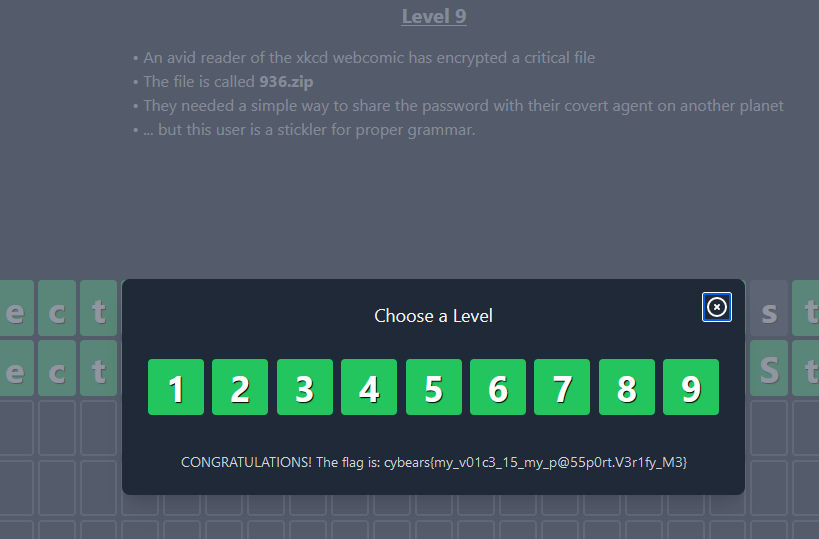 Level 9
• An avid reader of the xkcd webcomic has encrypted a critical file
• The file is called 936.zip
• They needed a simple way to share the password with their covert agent on another planet
• ... but this user is a stickler for proper grammar.
e c t s t
Choose a Level
e c t S t
1 2 3 4 5 6 7 8 9
CONGRATULATIONS! The flag is: cybears{my_v01c3_15_my_p@55p0rt.V3r1fy_M3}